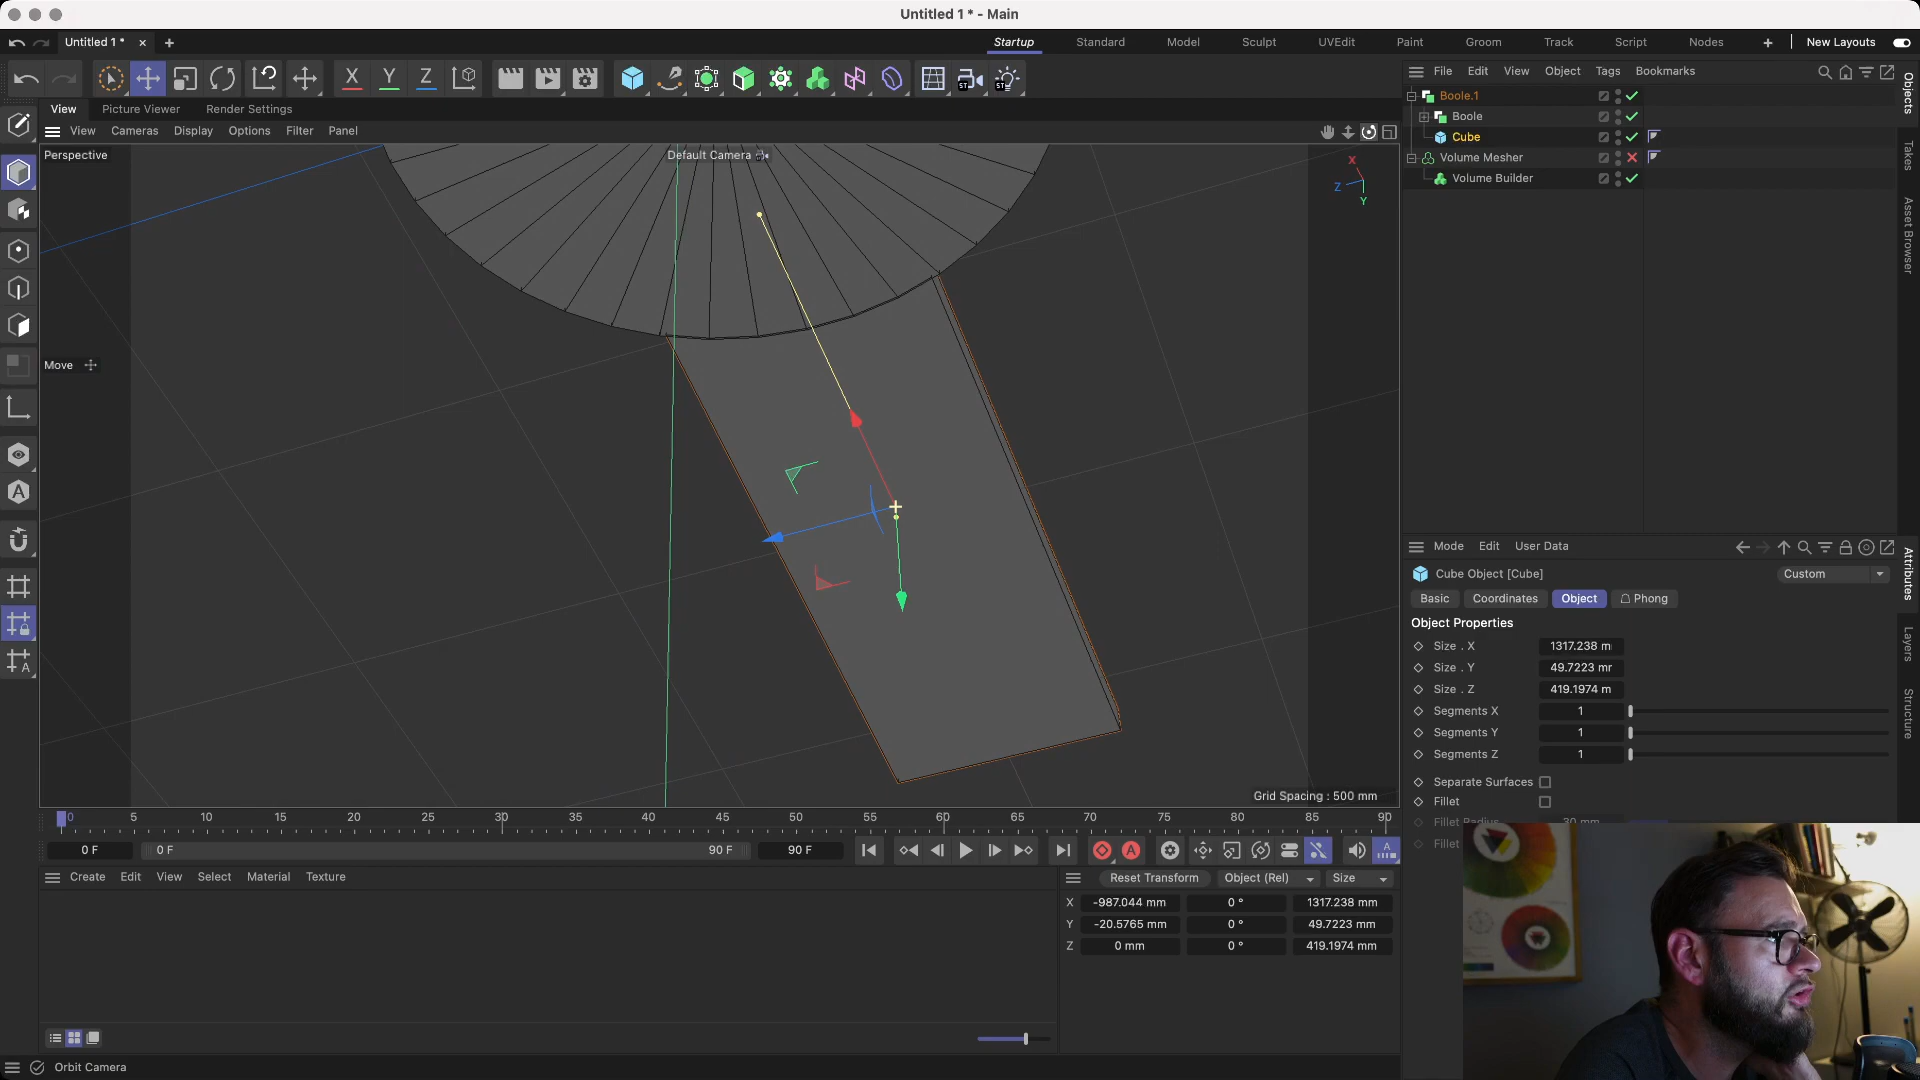 Untitled 1 * - Main
Untitled 1 *
Startup
Standard
Model
Sculpt
UVEdit
Paint
Groom
Track
Script
Nodes
New Layouts
X
Y
Z
File
Edit
View
Object
Tags
Bookmarks
View
Picture Viewer
Render Settings
View
Cameras
Display
Options
Filter
Panel
Perspective
Default Camera
X
Z
Y
Move
Grid Spacing : 500 mm
Boole.1
Boole
Cube
Volume Mesher
Volume Builder
Objects
Takes
Asset Browser
Attributes
Layers
Structure
Mode
Edit
User Data
Cube Object [Cube]
Custom
Basic
Coordinates
Object
Phong
Object Properties
Size . X
1317.238 m
Size . Y
49.7223 mr
Size . Z
419.1974 m
Segments X
1
Segments Y
1
Segments Z
1
Separate Surfaces
Fillet
Fillet Radius
30 mm
Fillet
0 5 10 15 20 25 30 35 40 45 50 55 60 65 70 75 80 85 90
0 F
0 F
90 F
90 F
A
A
Create
Edit
View
Select
Material
Texture
Reset Transform
Object (Rel)
Size
X -987.044 mm 0 ° 1317.238 mm
Y -20.5765 mm 0 ° 49.7223 mm
Z 0 mm 0 ° 419.1974 mm
Orbit Camera